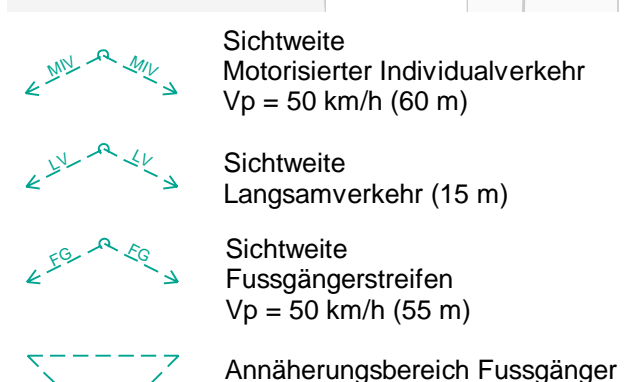 MIV MIV
Sichtweite
Motorisierter Individualverkehr
Vp = 50 km/h (60 m)
LV LV
Sichtweite
Langsamverkehr (15 m)
FG FG
Sichtweite
Fussgängerstreifen
Vp = 50 km/h (55 m)
Annäherungsbereich Fussgänger